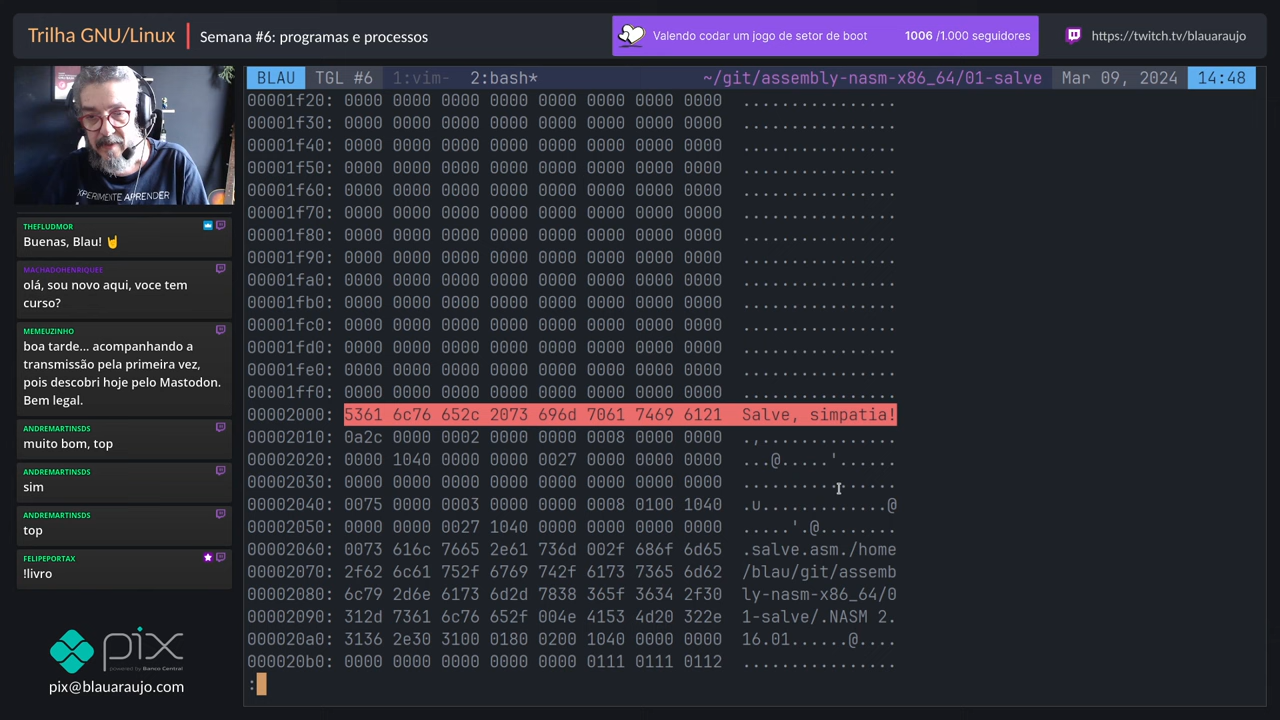 Trilha GNU/Linux Semana #6: programas e processos
Valendo codar um jogo de setor de boot 1006 /1.000 seguidores
https://twitch.tv/blauaraujo
XPERIMENTE APRENDER
THEFLUDMOR
Buenas, Blau! 🤘
MACHADOHENRIQUEE
olá, sou novo aqui, voce tem
curso?
MEMEUZINHO
boa tarde... acompanhando a
transmissão pela primeira vez,
pois descobri hoje pelo Mastodon.
Bem legal.
ANDREMARTINSDS
muito bom, top
ANDREMARTINSDS
sim
ANDREMARTINSDS
top
FELIPEPORTAX
!livro
pix
powered by Banco Central
pix@blauaraujo.com
BLAU TGL #6 1:vim- 2:bash* ~/git/assembly-nasm-x86_64/01-salve Mar 09, 2024 14:48
00001f20: 0000 0000 0000 0000 0000 0000 0000 0000 ................
00001f30: 0000 0000 0000 0000 0000 0000 0000 0000 ................
00001f40: 0000 0000 0000 0000 0000 0000 0000 0000 ................
00001f50: 0000 0000 0000 0000 0000 0000 0000 0000 ................
00001f60: 0000 0000 0000 0000 0000 0000 0000 0000 ................
00001f70: 0000 0000 0000 0000 0000 0000 0000 0000 ................
00001f80: 0000 0000 0000 0000 0000 0000 0000 0000 ................
00001f90: 0000 0000 0000 0000 0000 0000 0000 0000 ................
00001fa0: 0000 0000 0000 0000 0000 0000 0000 0000 ................
00001fb0: 0000 0000 0000 0000 0000 0000 0000 0000 ................
00001fc0: 0000 0000 0000 0000 0000 0000 0000 0000 ................
00001fd0: 0000 0000 0000 0000 0000 0000 0000 0000 ................
00001fe0: 0000 0000 0000 0000 0000 0000 0000 0000 ................
00001ff0: 0000 0000 0000 0000 0000 0000 0000 0000 ................
00002000: 5361 6c76 652c 2073 696d 7061 7469 6121 Salve, simpatia!
00002010: 0a2c 0000 0002 0000 0000 0008 0000 0000 .,..............
00002020: 0000 1040 0000 0000 0027 0000 0000 0000 ...@.....'......
00002030: 0000 0000 0000 0000 0000 0000 0000 0000 ................
00002040: 0075 0000 0003 0000 0000 0008 0100 1040 .u.............@
00002050: 0000 0000 0027 1040 0000 0000 0000 0000 .....'.@........
00002060: 0073 616c 7665 2e61 736d 002f 686f 6d65 .salve.asm./home
00002070: 2f62 6c61 752f 6769 742f 6173 7365 6d62 /blau/git/assemb
00002080: 6c79 2d6e 6173 6d2d 7838 365f 3634 2f30 ly-nasm-x86_64/0
00002090: 312d 7361 6c76 652f 004e 4153 4d20 322e 1-salve/.NASM 2.
000020a0: 3136 2e30 3100 0180 0200 1040 0000 0000 16.01......@....
000020b0: 0000 0000 0000 0000 0000 0111 0111 0112 ................
: